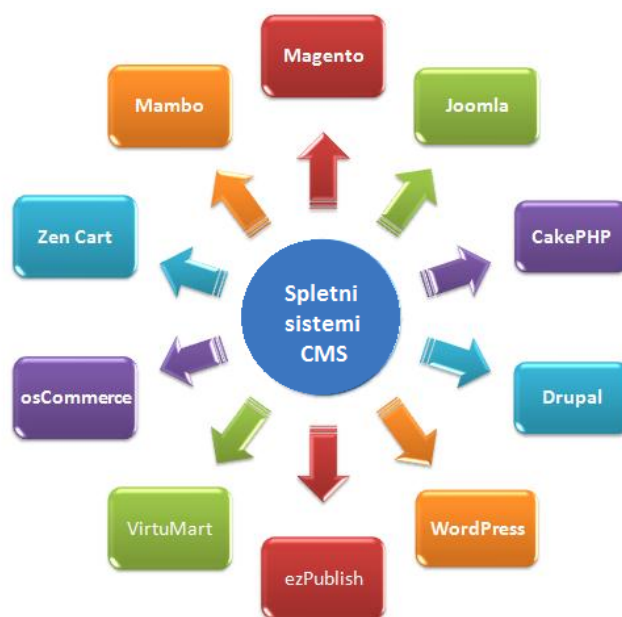 Magento
Mambo
Joomla
Zen Cart
CakePHP
Spletni
sistemi
CMS
osCommerce
Drupal
VirtuMart
WordPress
ezPublish